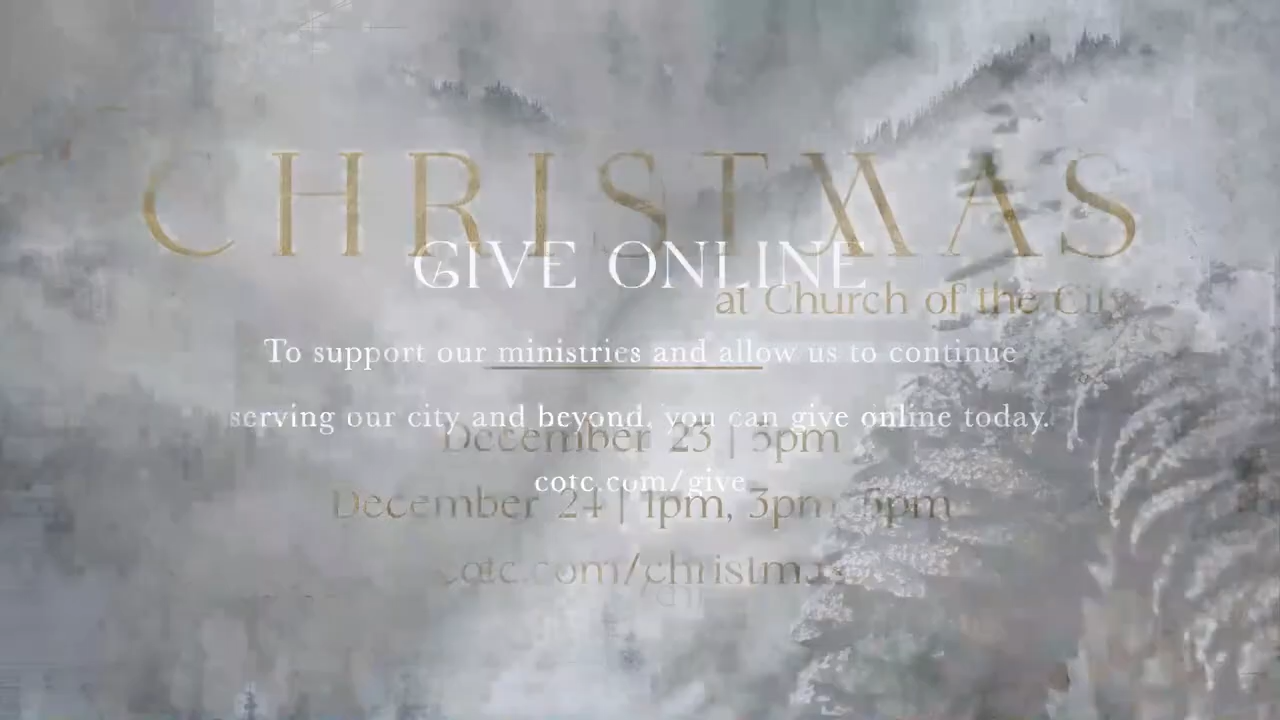 CHRISTMAS
GIVE ONLINE
at Church of the City
To support our ministries and allow us to continue
serving our city and beyond, you can give online today.
December 23 | 5pm
cotc.com/give
December 24 | 1pm, 3pm, 5pm
cotc.com/christmas